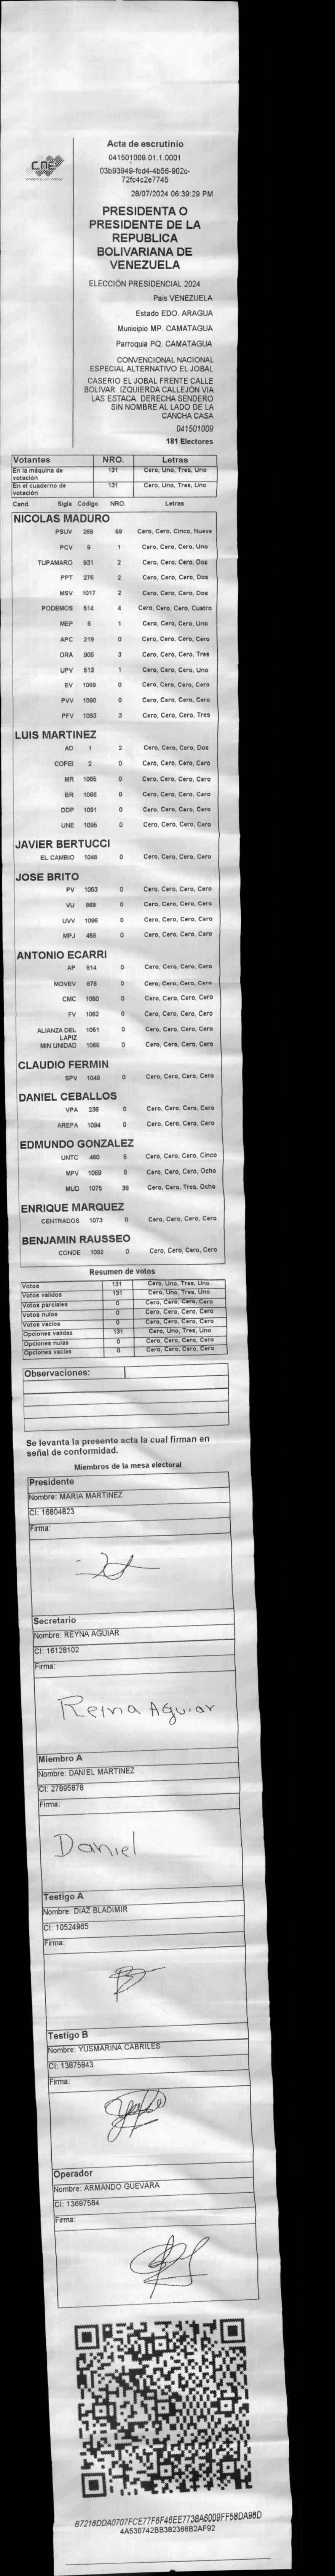 CNE
Acta de escrutinio
041501009.01.1.0001
03b93949-fcd4-4b56-902c-
72fc4c2e7745
28/07/2024 06:39:29 PM
PRESIDENTA O
PRESIDENTE DE LA
REPUBLICA
BOLIVARIANA DE
VENEZUELA
ELECCIÓN PRESIDENCIAL 2024
Pais VENEZUELA
Estado EDO. ARAGUA
Municipio MP. CAMATAGUA
Parroquia PQ. CAMATAGUA
CONVENCIONAL NACIONAL
ESPECIAL ALTERNATIVO EL JOBAL
CASERIO EL JOBAL FRENTE CALLE
BOLIVAR. IZQUIERDA CALLEJÓN VIA
LAS ESTACA. DERECHA SENDERO
SIN NOMBRE AL LADO DE LA
CANCHA CASA
041501009
181 Electores
Votantes NRO. Letras
En la máquina de votación 131 Cero, Uno, Tres, Uno
En el cuaderno de votación 131 Cero, Uno, Tres, Uno
Cand. Sigla Código NRO. Letras
NICOLAS MADURO
PSUV 268 59 Cero, Cero, Cinco, Nueve
PCV 9 1 Cero, Cero, Cero, Uno
TUPAMARO 931 2 Cero, Cero, Cero, Dos
PPT 276 2 Cero, Cero, Cero, Dos
MSV 1017 2 Cero, Cero, Cero, Dos
PODEMOS 514 4 Cero, Cero, Cero, Cuatro
MEP 6 1 Cero, Cero, Cero, Uno
APC 219 0 Cero, Cero, Cero, Cero
ORA 906 3 Cero, Cero, Cero, Tres
UPV 513 1 Cero, Cero, Cero, Uno
EV 1089 0 Cero, Cero, Cero, Cero
PVV 1090 0 Cero, Cero, Cero, Cero
PFV 1093 3 Cero, Cero, Cero, Tres
LUIS MARTINEZ
AD 1 2 Cero, Cero, Cero, Dos
COPEI 2 0 Cero, Cero, Cero, Cero
MR 1065 0 Cero, Cero, Cero, Cero
BR 1066 0 Cero, Cero, Cero, Cero
DDP 1091 0 Cero, Cero, Cero, Cero
UNE 1095 0 Cero, Cero, Cero, Cero
JAVIER BERTUCCI
EL CAMBIO 1046 0 Cero, Cero, Cero, Cero
JOSE BRITO
PV 1053 0 Cero, Cero, Cero, Cero
VU 969 0 Cero, Cero, Cero, Cero
UVV 1096 0 Cero, Cero, Cero, Cero
MPJ 456 0 Cero, Cero, Cero, Cero
ANTONIO ECARRI
AP 614 0 Cero, Cero, Cero, Cero
MOVEV 678 0 Cero, Cero, Cero, Cero
CMC 1050 0 Cero, Cero, Cero, Cero
FV 1062 0 Cero, Cero, Cero, Cero
ALIANZA DEL LAPIZ 1051 0 Cero, Cero, Cero, Cero
MIN UNIDAD 1069 0 Cero, Cero, Cero, Cero
CLAUDIO FERMIN
SPV 1049 0 Cero, Cero, Cero, Cero
DANIEL CEBALLOS
VPA 236 0 Cero, Cero, Cero, Cero
AREPA 1094 0 Cero, Cero, Cero, Cero
EDMUNDO GONZALEZ
UNTC 460 5 Cero, Cero, Cero, Cinco
MPV 1069 8 Cero, Cero, Cero, Ocho
MUD 1075 38 Cero, Cero, Tres, Ocho
ENRIQUE MARQUEZ
CENTRADOS 1073 0 Cero, Cero, Cero, Cero
BENJAMIN RAUSSEO
CONDE 1092 0 Cero, Cero, Cero, Cero
Resumen de votos
Votos 131 Cero, Uno, Tres, Uno
Votos validos 131 Cero, Uno, Tres, Uno
Votos parciales 0 Cero, Cero, Cero, Cero
Votos nulos 0 Cero, Cero, Cero, Cero
Votos vacios 0 Cero, Cero, Cero, Cero
Opciones validas 131 Cero, Uno, Tres, Uno
Opciones nulas 0 Cero, Cero, Cero, Cero
Opciones vacias 0 Cero, Cero, Cero, Cero
Observaciones:
Se levanta la presente acta la cual firman en
señal de conformidad.
Miembros de la mesa electoral
Presidente
Nombre: MARIA MARTINEZ
CI: 16804823
Firma:
Secretario
Nombre: REYNA AGUIAR
CI: 16128102
Firma:
Reina Aguiar
Miembro A
Nombre: DANIEL MARTINEZ
CI: 27895878
Firma:
Daniel
Testigo A
Nombre: DIAZ BLADIMIR
CI: 10524965
Firma:
Testigo B
Nombre: YUSMARINA CABRILES
CI: 13875843
Firma:
Operador
Nombre: ARMANDO GUEVARA
CI: 13697584
Firma:
B7216DDA0707FCE77F6F46EE773BA6009FF58DA98D
4A530742BB382366B2AF92